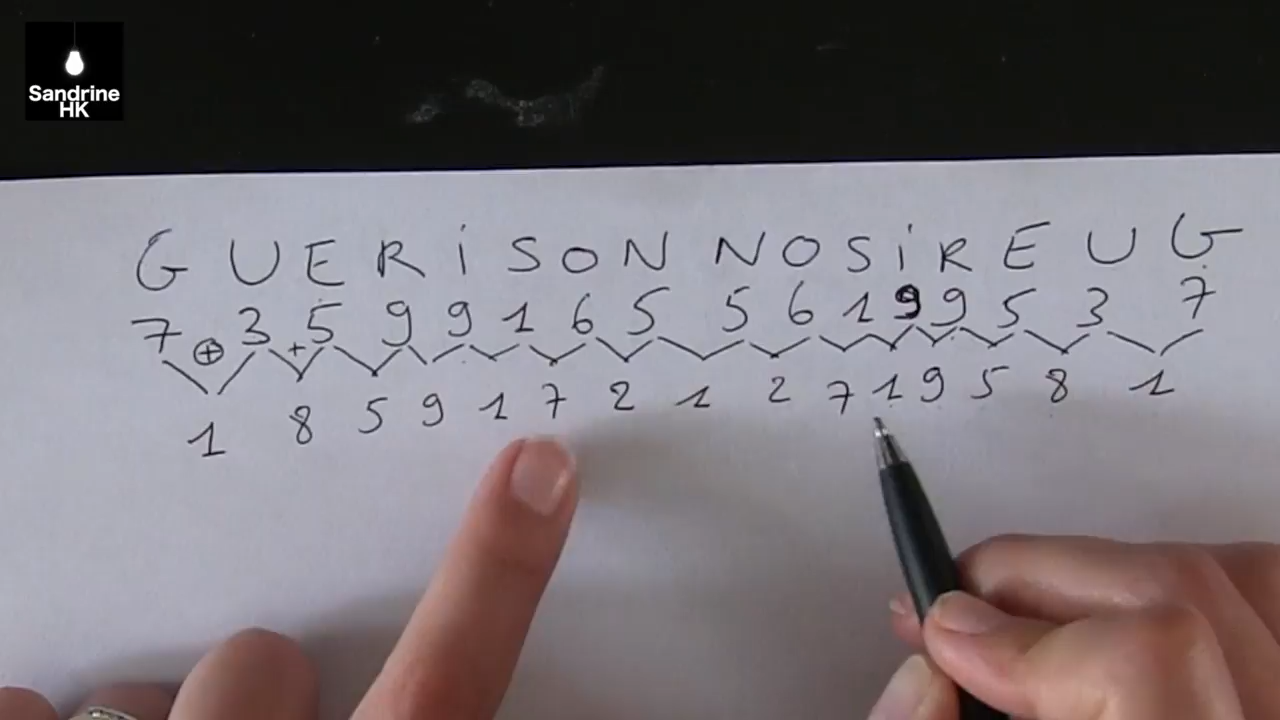 Sandrine
HK
G U E R i S O N N O S i R E U G
7 ⊕ 3 + 5 9 9 1 6 5 5 6 1 9 9 5 3 7
1 8 5 9 1 7 2 1 2 7 1 9 5 8 1